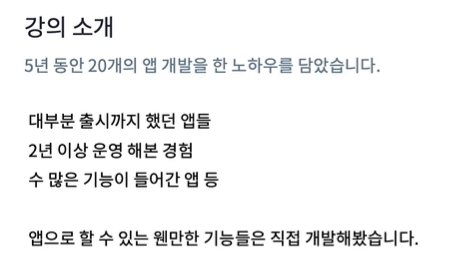 강의 소개
5년 동안 20개의 앱 개발을 한 노하우를 담았습니다.
대부분 출시까지 했던 앱들
2년 이상 운영 해본 경험
수 많은 기능이 들어간 앱 등
앱으로 할 수 있는 웬만한 기능들은 직접 개발해봤습니다.